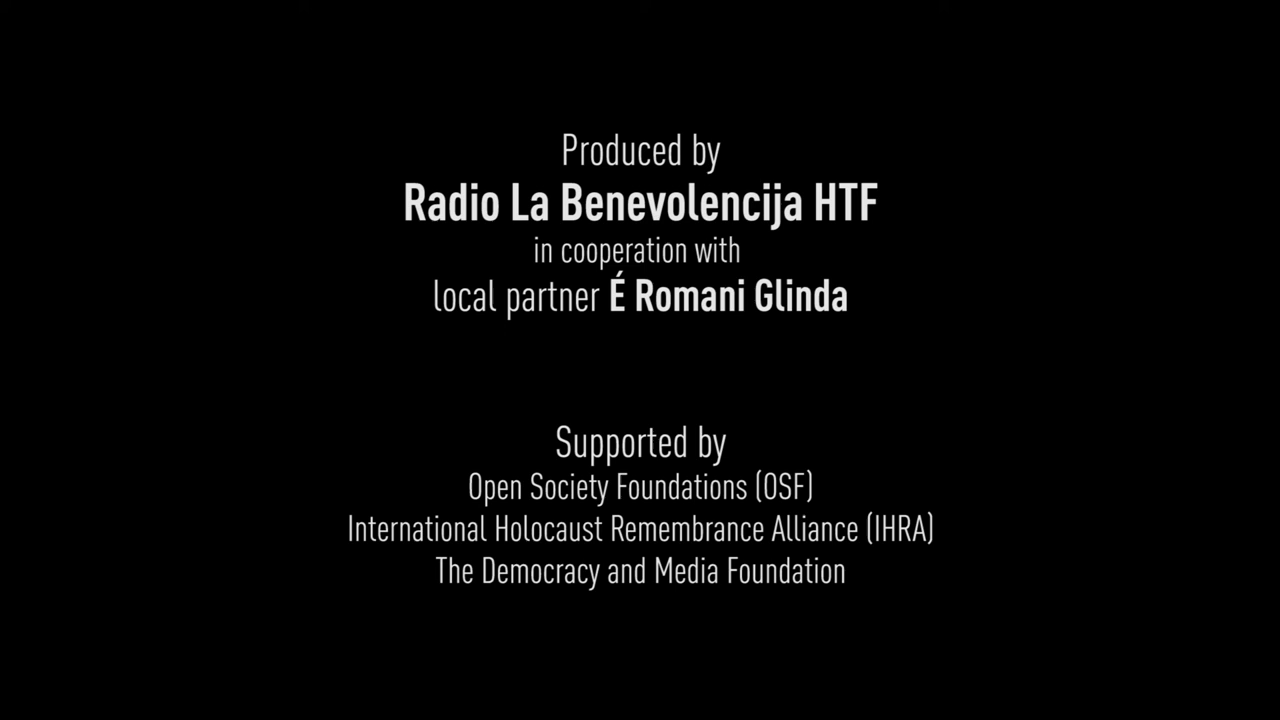 Produced by
Radio La Benevolencija HTF
in cooperation with
local partner É Romani Glinda
Supported by
Open Society Foundations (OSF)
International Holocaust Remembrance Alliance (IHRA)
The Democracy and Media Foundation